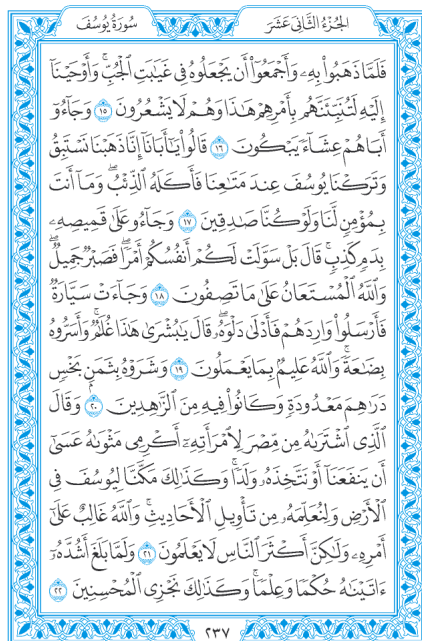 الجزء الثاني عشر
سورة يوسف
فَلَمَّا ذَهَبُوا۟ بِهِۦ وَأَجْمَعُوٓا۟ أَن يَجْعَلُوهُ فِى غَيَٰبَتِ ٱلْجُبِّ ۚ وَأَوْحَيْنَآ
إِلَيْهِ لَتُنَبِّئَنَّهُم بِأَمْرِهِمْ هَٰذَا وَهُمْ لَا يَشْعُرُونَ ١٥ وَجَآءُوٓ
أَبَاهُمْ عِشَآءً يَبْكُونَ ١٦ قَالُوا۟ يَٰٓأَبَانَآ إِنَّا ذَهَبْنَا نَسْتَبِقُ
وَتَرَكْنَا يُوسُفَ عِندَ مَتَٰعِنَا فَأَكَلَهُ ٱلذِّئْبُ ۖ وَمَآ أَنتَ
بِمُؤْمِنٍ لَّنَا وَلَوْ كُنَّا صَٰدِقِينَ ١٧ وَجَآءُو عَلَىٰ قَمِيصِهِۦ
بِدَمٍ كَذِبٍ ۚ قَالَ بَلْ سَوَّلَتْ لَكُمْ أَنفُسُكُمْ أَمْرًا ۖ فَصَبْرٌ جَمِيلٌ ۖ
وَٱللَّهُ ٱلْمُسْتَعَانُ عَلَىٰ مَا تَصِفُونَ ١٨ وَجَآءَتْ سَيَّارَةٌ
فَأَرْسَلُوا۟ وَارِدَهُمْ فَأَدْلَىٰ دَلْوَهُۥ ۖ قَالَ يَٰبُشْرَىٰ هَٰذَا غُلَٰمٌ ۚ وَأَسَرُّوهُ
بِضَٰعَةً ۚ وَٱللَّهُ عَلِيمٌۢ بِمَا يَعْمَلُونَ ١٩ وَشَرَوْهُ بِثَمَنٍۭ بَخْسٍ
دَرَٰهِمَ مَعْدُودَةٍ وَكَانُوا۟ فِيهِ مِنَ ٱلزَّٰهِدِينَ ٢٠ وَقَالَ
ٱلَّذِى ٱشْتَرَىٰهُ مِن مِّصْرَ لِٱمْرَأَتِهِۦٓ أَكْرِمِى مَثْوَىٰهُ عَسَىٰٓ
أَن يَنفَعَنَآ أَوْ نَتَّخِذَهُۥ وَلَدًا ۚ وَكَذَٰلِكَ مَكَّنَّا لِيُوسُفَ فِى
ٱلْأَرْضِ وَلِنُعَلِّمَهُۥ مِن تَأْوِيلِ ٱلْأَحَادِيثِ ۚ وَٱللَّهُ غَالِبٌ عَلَىٰٓ
أَمْرِهِۦ وَلَٰكِنَّ أَكْثَرَ ٱلنَّاسِ لَا يَعْلَمُونَ ٢١ وَلَمَّا بَلَغَ أَشُدَّهُۥٓ
ءَاتَيْنَٰهُ حُكْمًا وَعِلْمًا ۚ وَكَذَٰلِكَ نَجْزِى ٱلْمُحْسِنِينَ ٢٢
٢٣٧